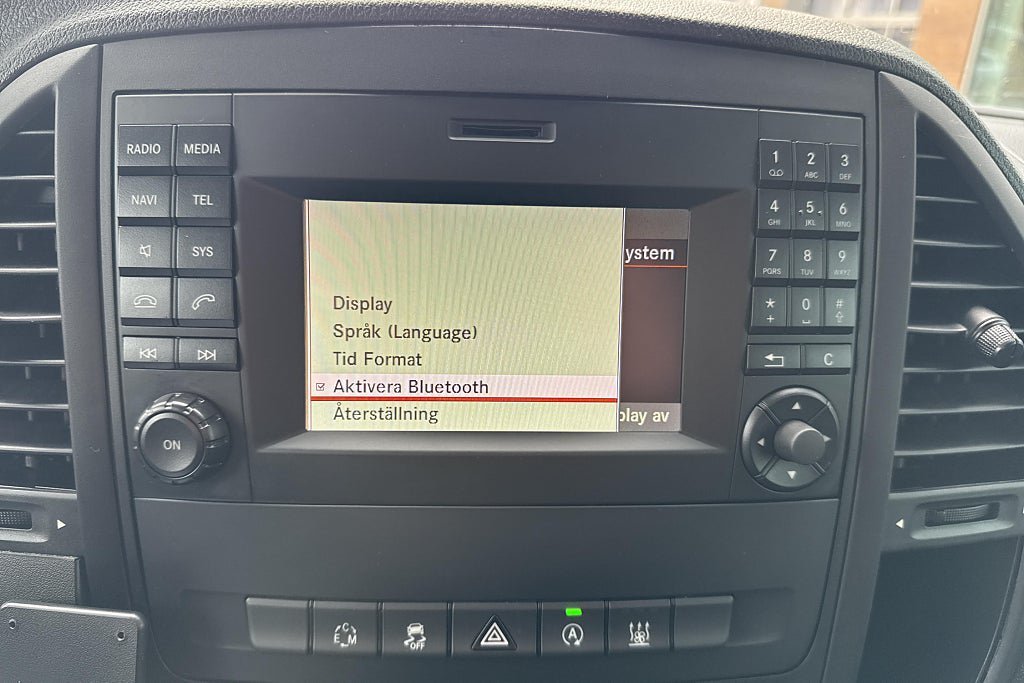 RADIO MEDIA
NAVI TEL
SYS
ON
ystem
Display
Språk (Language)
Tid Format
Aktivera Bluetooth
Återställning
play av
1 2 ABC 3 DEF
4 GHI 5 JKL 6 MNO
7 PQRS 8 TUV 9 WXYZ
* + 0 #
C
C E M
OFF
A